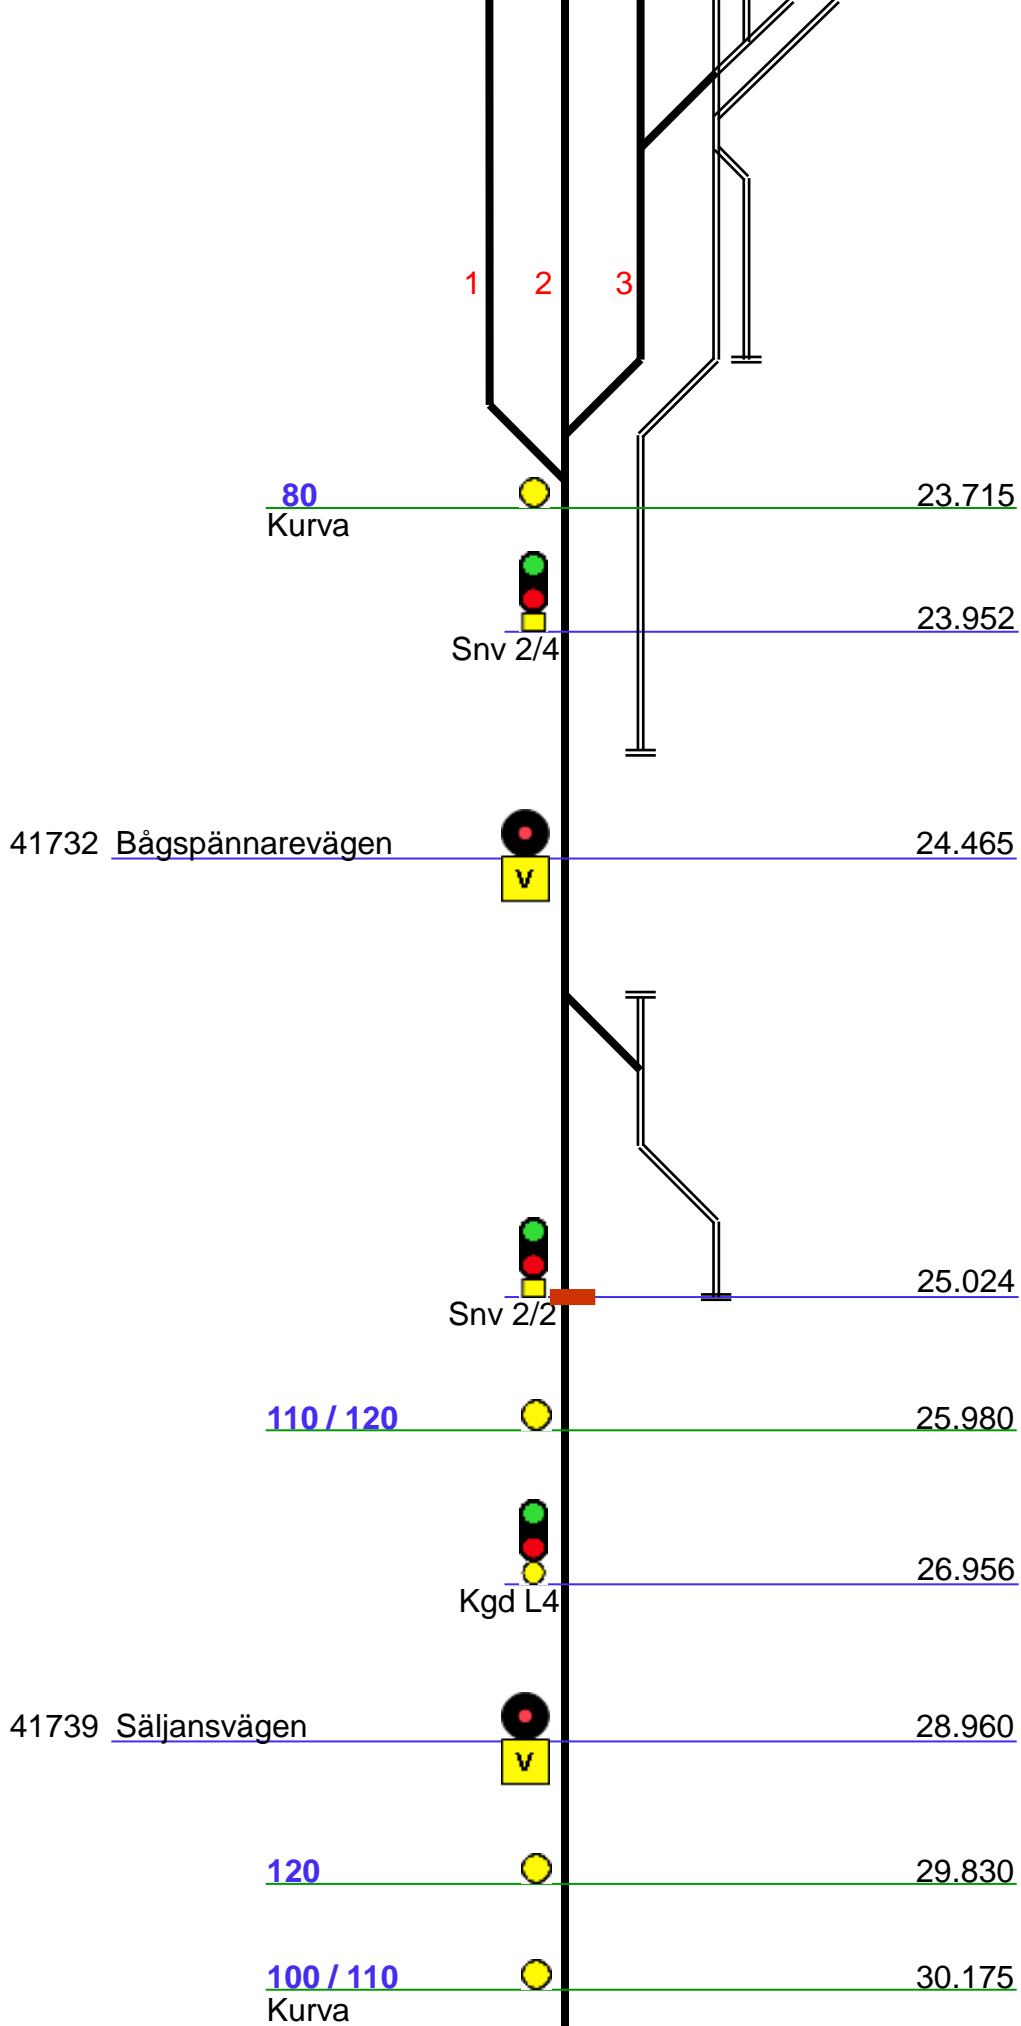 1 2 3
80 23.715
Kurva
23.952
Snv 2/4
41732 Bågspännarevägen 24.465
V
25.024
Snv 2/2
110 / 120 25.980
26.956
Kgd L4
41739 Säljansvägen 28.960
V
120 29.830
100 / 110 30.175
Kurva